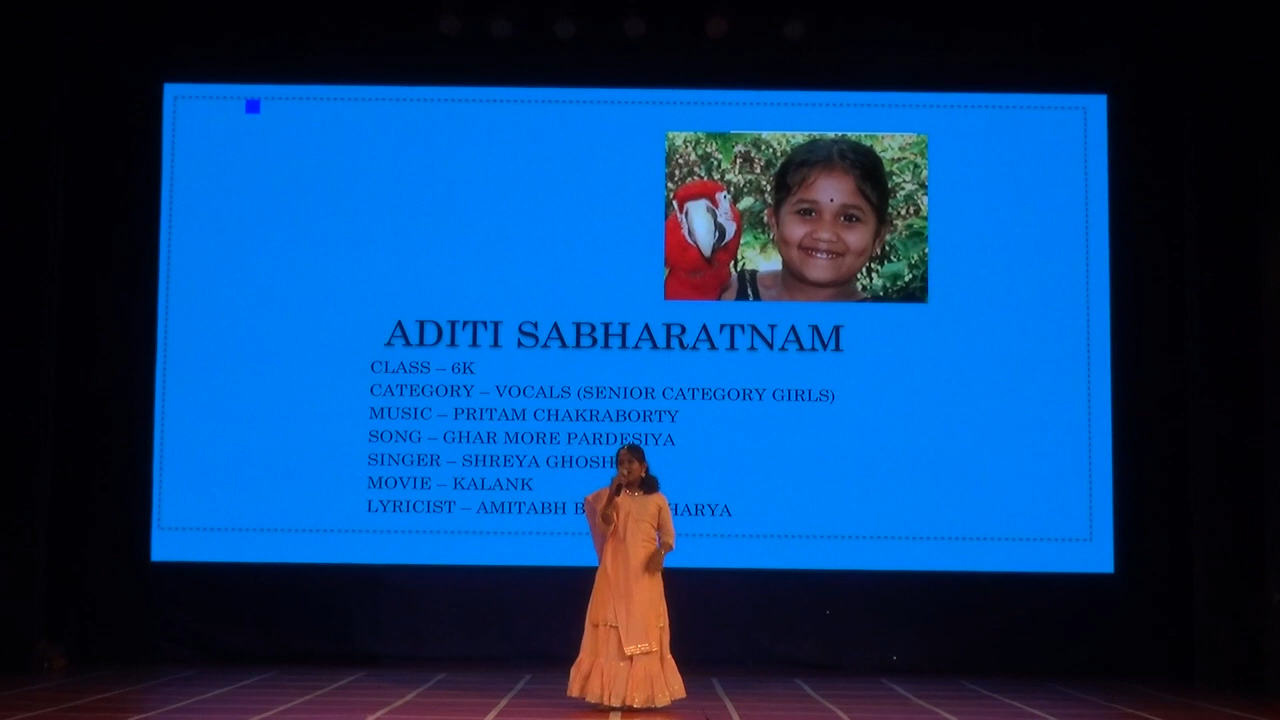 ADITI SABHARATNAM
CLASS – 6K
CATEGORY – VOCALS (SENIOR CATEGORY GIRLS)
MUSIC – PRITAM CHAKRABORTY
SONG – GHAR MORE PARDESIYA
SINGER – SHREYA GHOSH
MOVIE – KALANK
LYRICIST – AMITABH